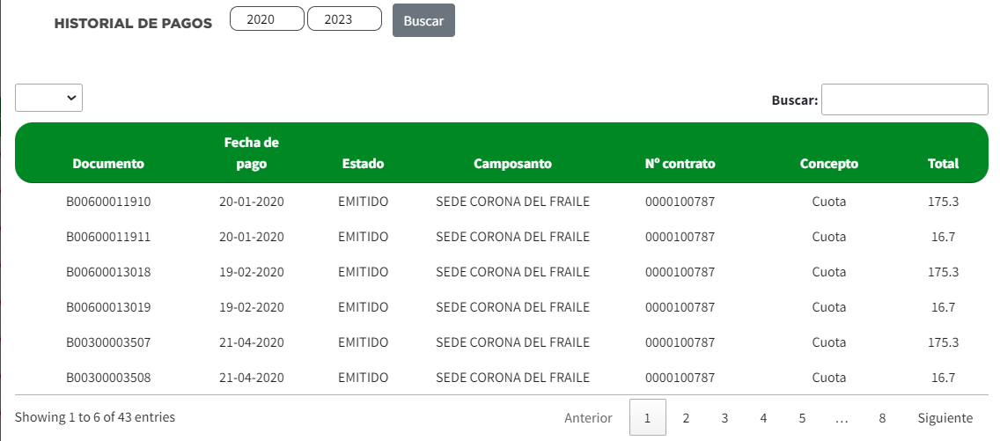 HISTORIAL DE PAGOS 2020 2023 Buscar
Buscar:
Documento Fecha de pago Estado Camposanto Nº contrato Concepto Total
B00600011910 20-01-2020 EMITIDO SEDE CORONA DEL FRAILE 0000100787 Cuota 175.3
B00600011911 20-01-2020 EMITIDO SEDE CORONA DEL FRAILE 0000100787 Cuota 16.7
B00600013018 19-02-2020 EMITIDO SEDE CORONA DEL FRAILE 0000100787 Cuota 175.3
B00600013019 19-02-2020 EMITIDO SEDE CORONA DEL FRAILE 0000100787 Cuota 16.7
B00300003507 21-04-2020 EMITIDO SEDE CORONA DEL FRAILE 0000100787 Cuota 175.3
B00300003508 21-04-2020 EMITIDO SEDE CORONA DEL FRAILE 0000100787 Cuota 16.7
Showing 1 to 6 of 43 entries Anterior 1 2 3 4 5 … 8 Siguiente